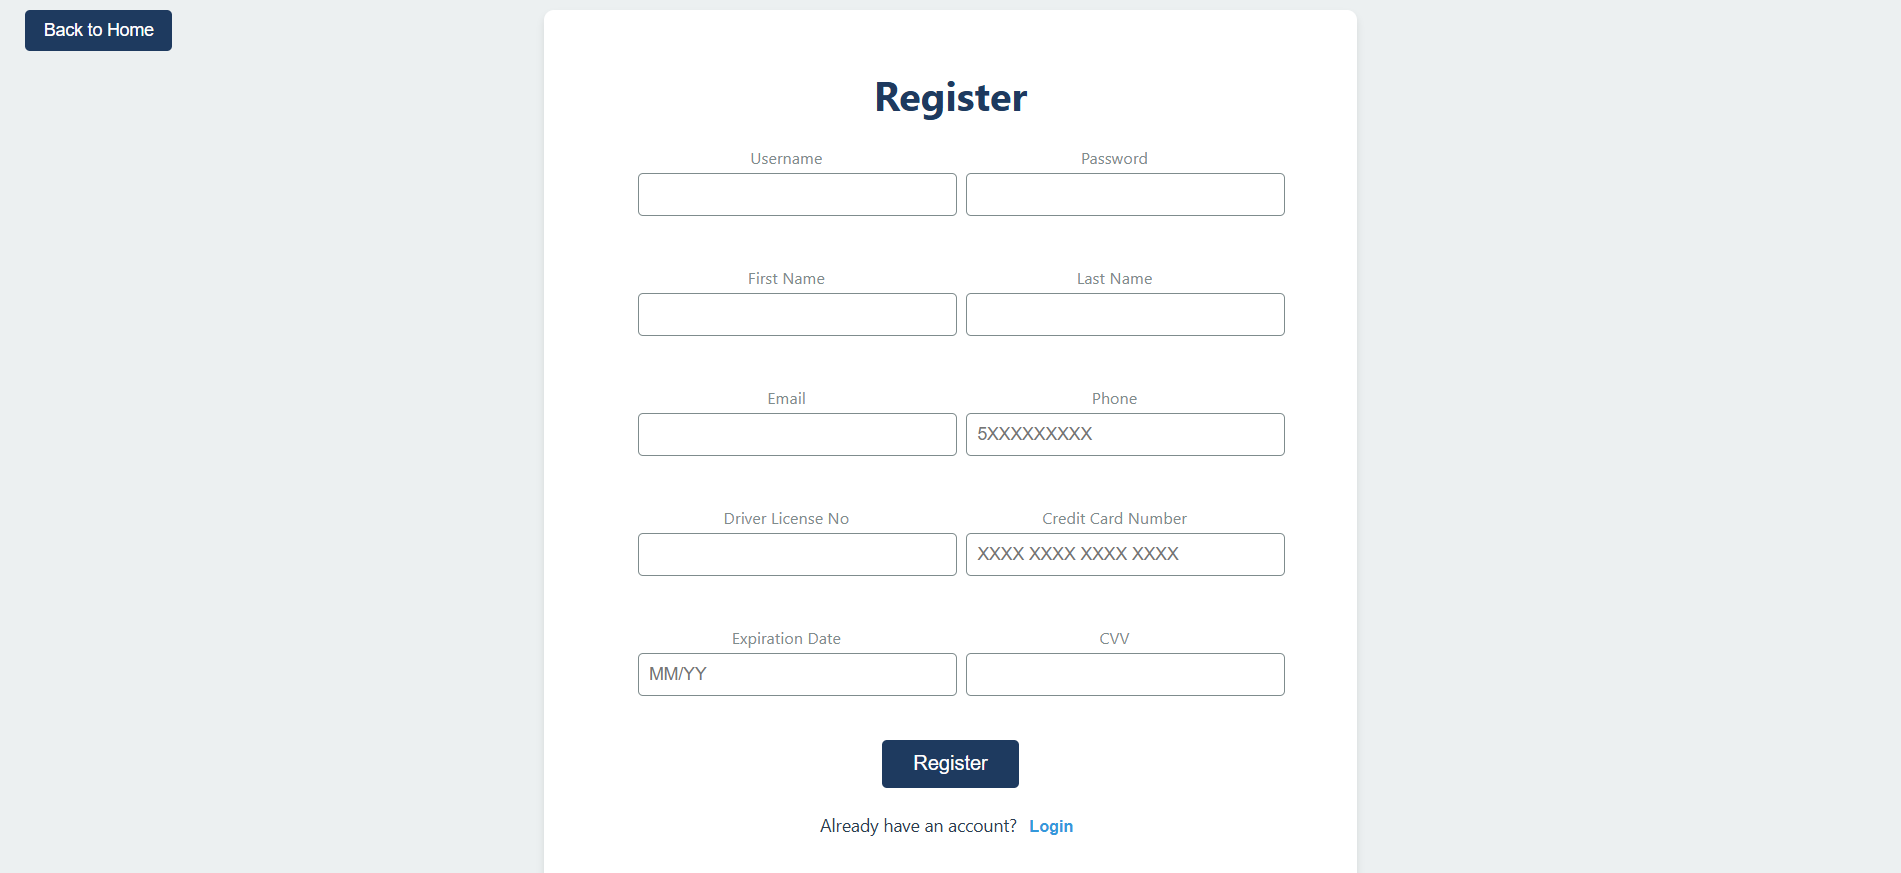 Back to Home
Register
Username Password
First Name Last Name
Email Phone
5XXXXXXXXX
Driver License No Credit Card Number
XXXX XXXX XXXX XXXX
Expiration Date CVV
MM/YY
Register
Already have an account? Login